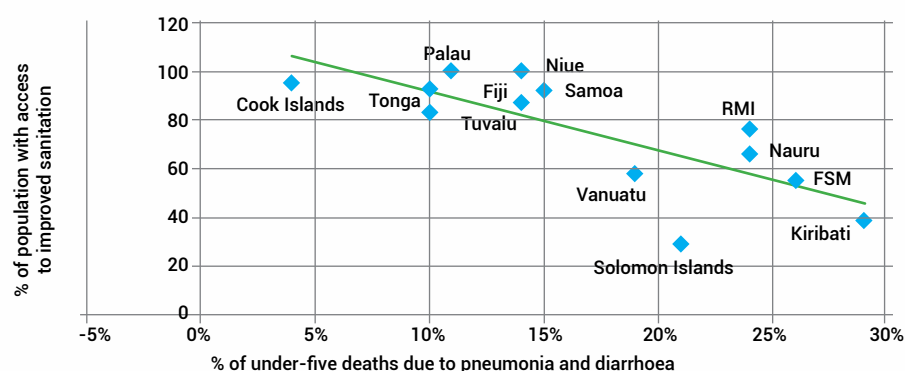 % of population with access
to improved sanitation
120
100
80
60
40
20
0
Palau
Niue
Cook Islands
Tonga
Fiji
Samoa
Tuvalu
RMI
Nauru
Vanuatu
FSM
Kiribati
Solomon Islands
-5% 0% 5% 10% 15% 20% 25% 30%
% of under-five deaths due to pneumonia and diarrhoea